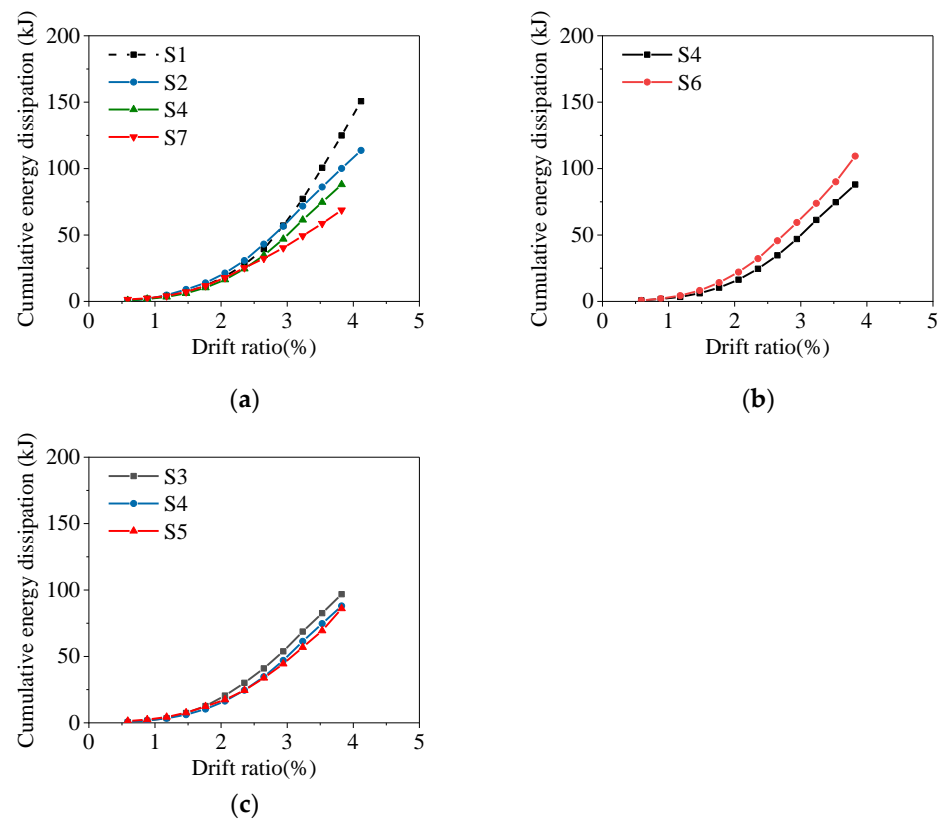 200
150
100
50
0
Cumulative energy dissipation (kJ)
S1
S2
S4
S7
0 1 2 3 4 5
Drift ratio(%)
(a)
200
150
100
50
0
Cumulative energy dissipation (kJ)
S4
S6
0 1 2 3 4 5
Drift ratio(%)
(b)
200
150
100
50
0
Cumulative energy dissipation (kJ)
S3
S4
S5
0 1 2 3 4 5
Drift ratio(%)
(c)